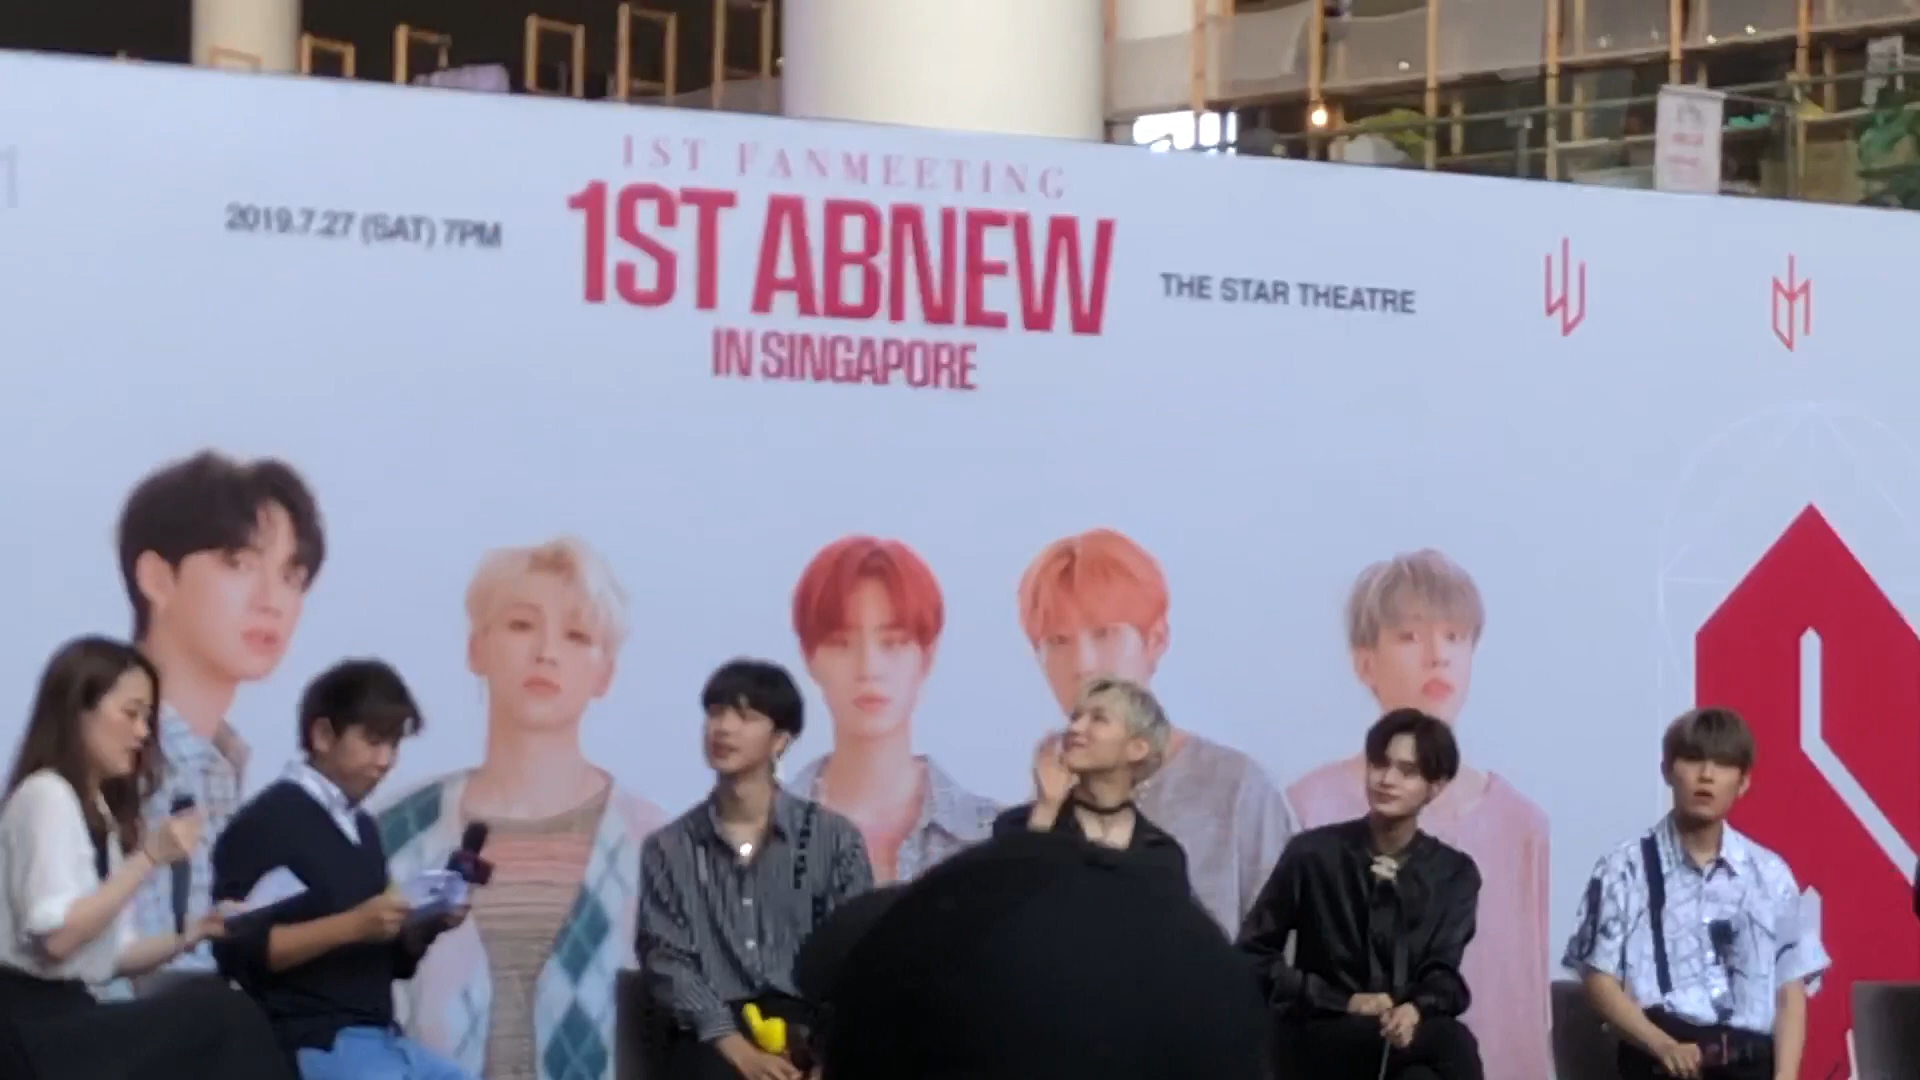 1ST FANMEETING
1ST ABNEW
IN SINGAPORE
2019.7.27 (SAT) 7PM
THE STAR THEATRE